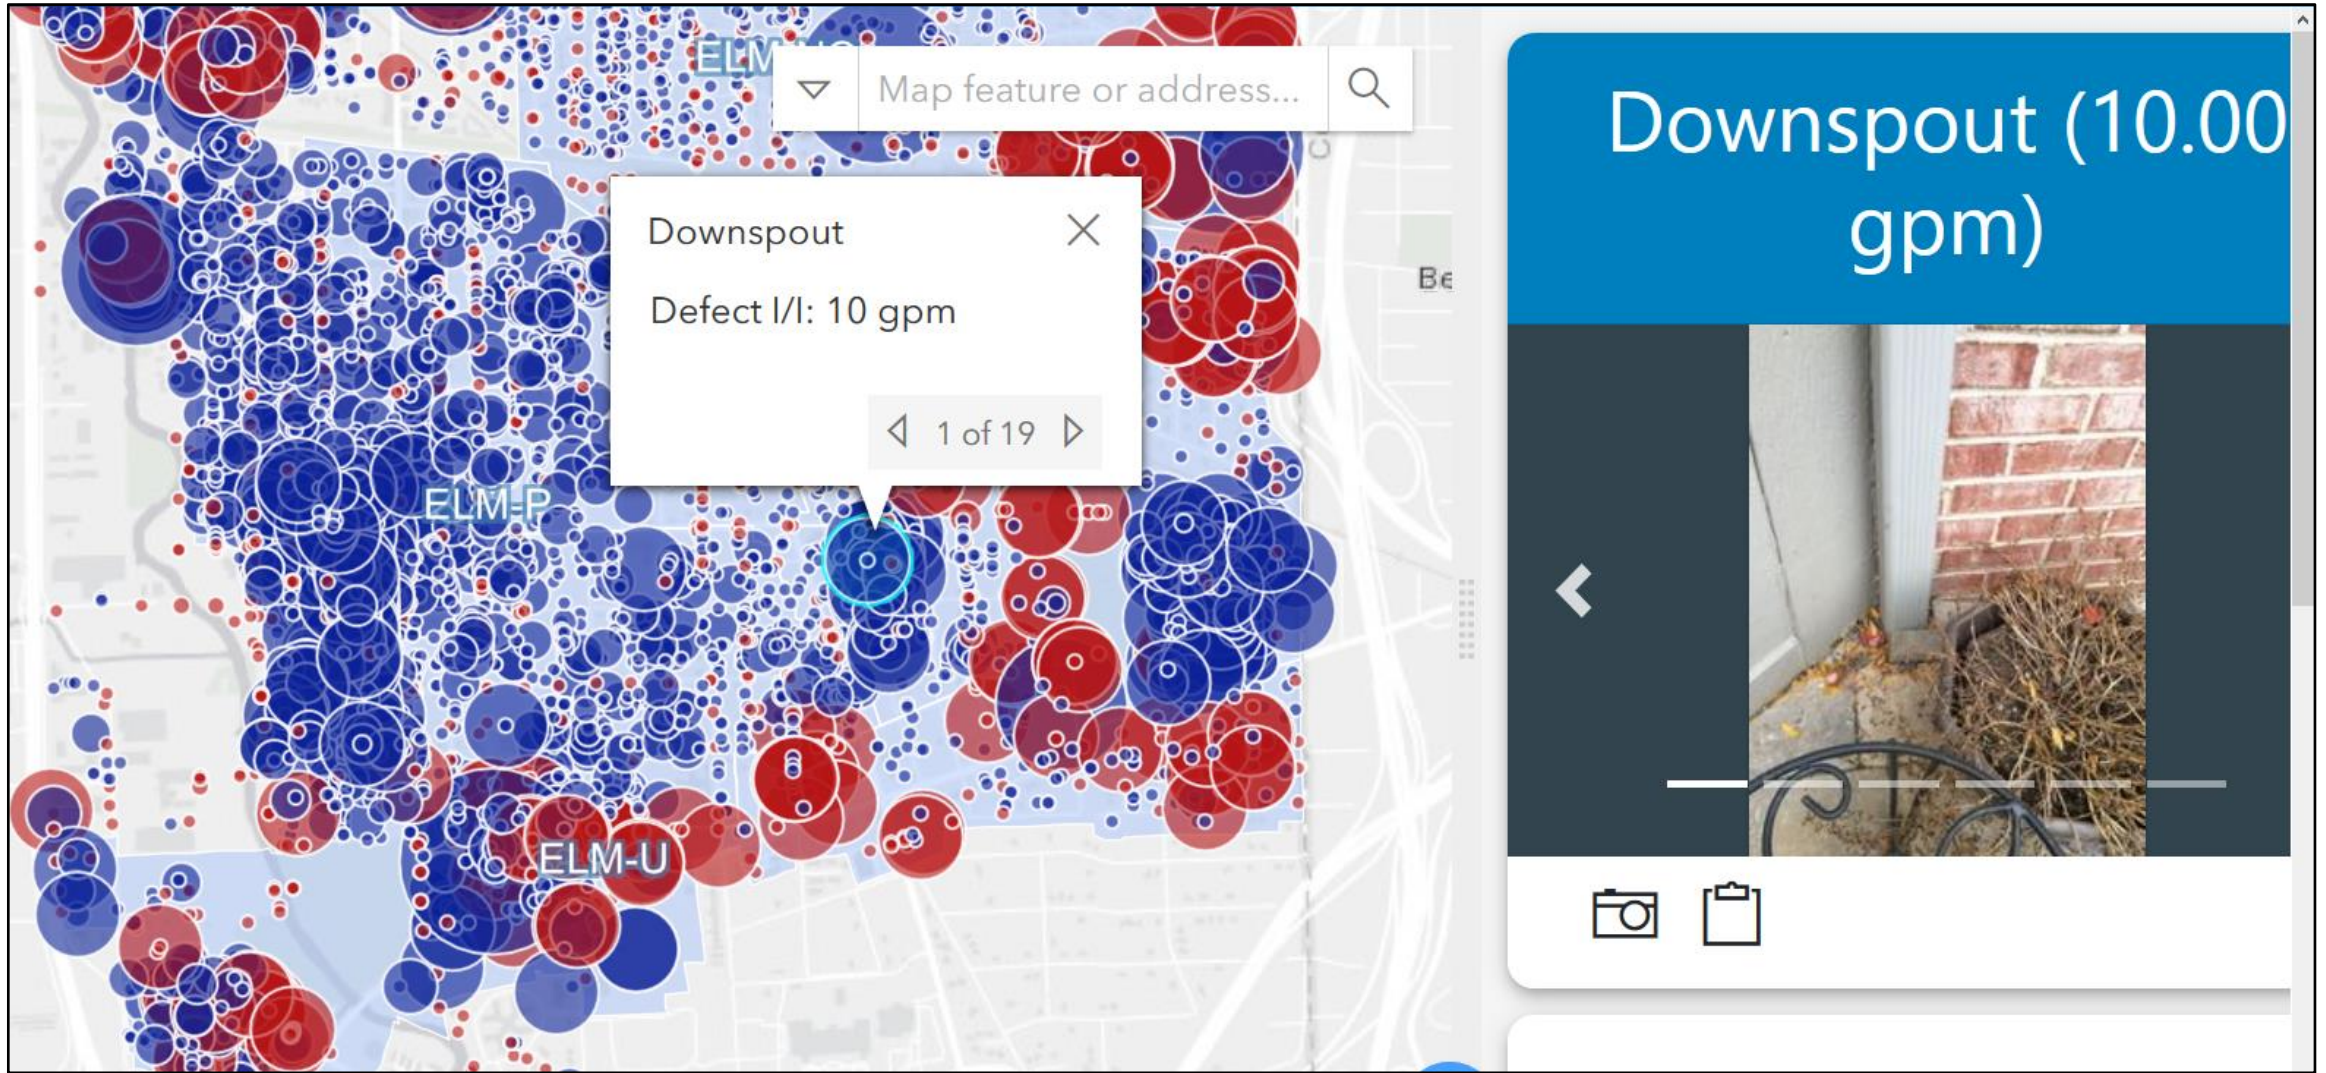 Map feature or address...
Downspout
Defect I/I: 10 gpm
1 of 19
ELM-P
ELM-U
Downspout (10.00
gpm)